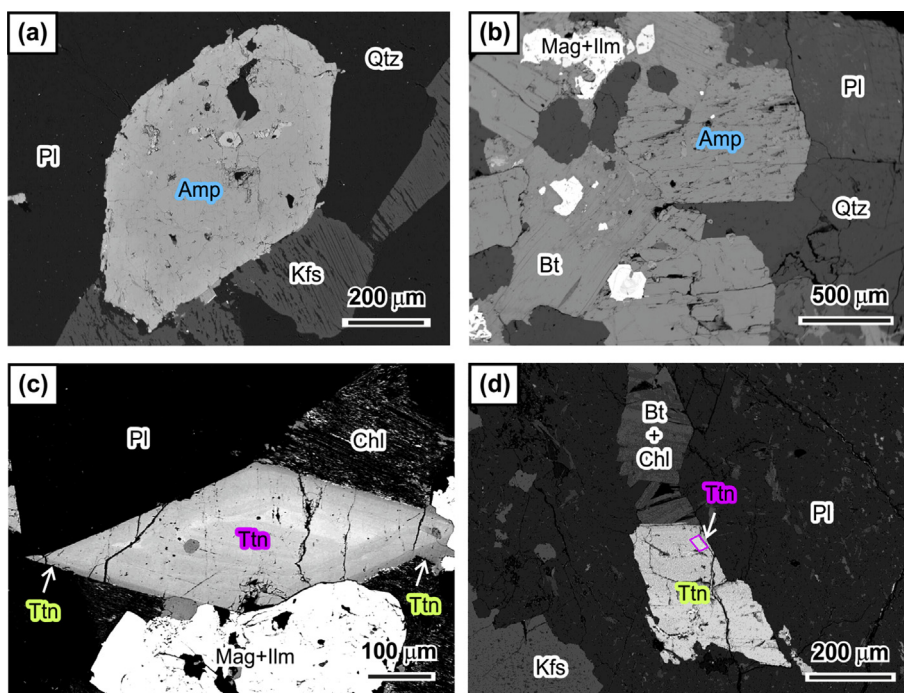 (a)
Qtz
Pl
Amp
Kfs
200 μm
(b)
Mag+Ilm
Pl
Amp
Qtz
Bt
500 μm
(c)
Pl
Chl
Ttn
Ttn
Ttn
Mag+Ilm
100 μm
(d)
Bt
+
Chl
Ttn
Pl
Ttn
Kfs
200 μm